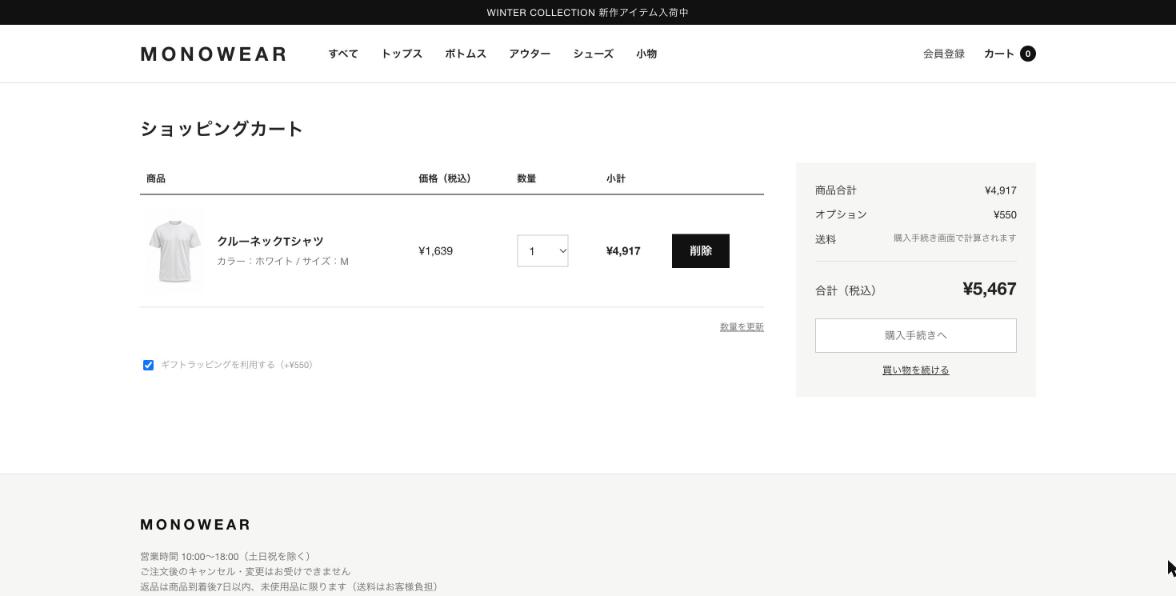 WINTER COLLECTION 新作アイテム入荷中
MONOWEAR すべて トップス ボトムス アウター シューズ 小物 会員登録 カート 0
ショッピングカート
商品 価格（税込） 数量 小計
クルーネックTシャツ
カラー：ホワイト / サイズ：M
¥1,639 1 ¥4,917 削除
数量を更新
ギフトラッピングを利用する（+¥550）
商品合計 ¥4,917
オプション ¥550
送料 購入手続き画面で計算されます
合計（税込） ¥5,467
購入手続きへ
買い物を続ける
MONOWEAR
営業時間 10:00〜18:00（土日祝を除く）
ご注文後のキャンセル・変更はお受けできません
返品は商品到着後7日以内、未使用品に限ります（送料はお客様負担）